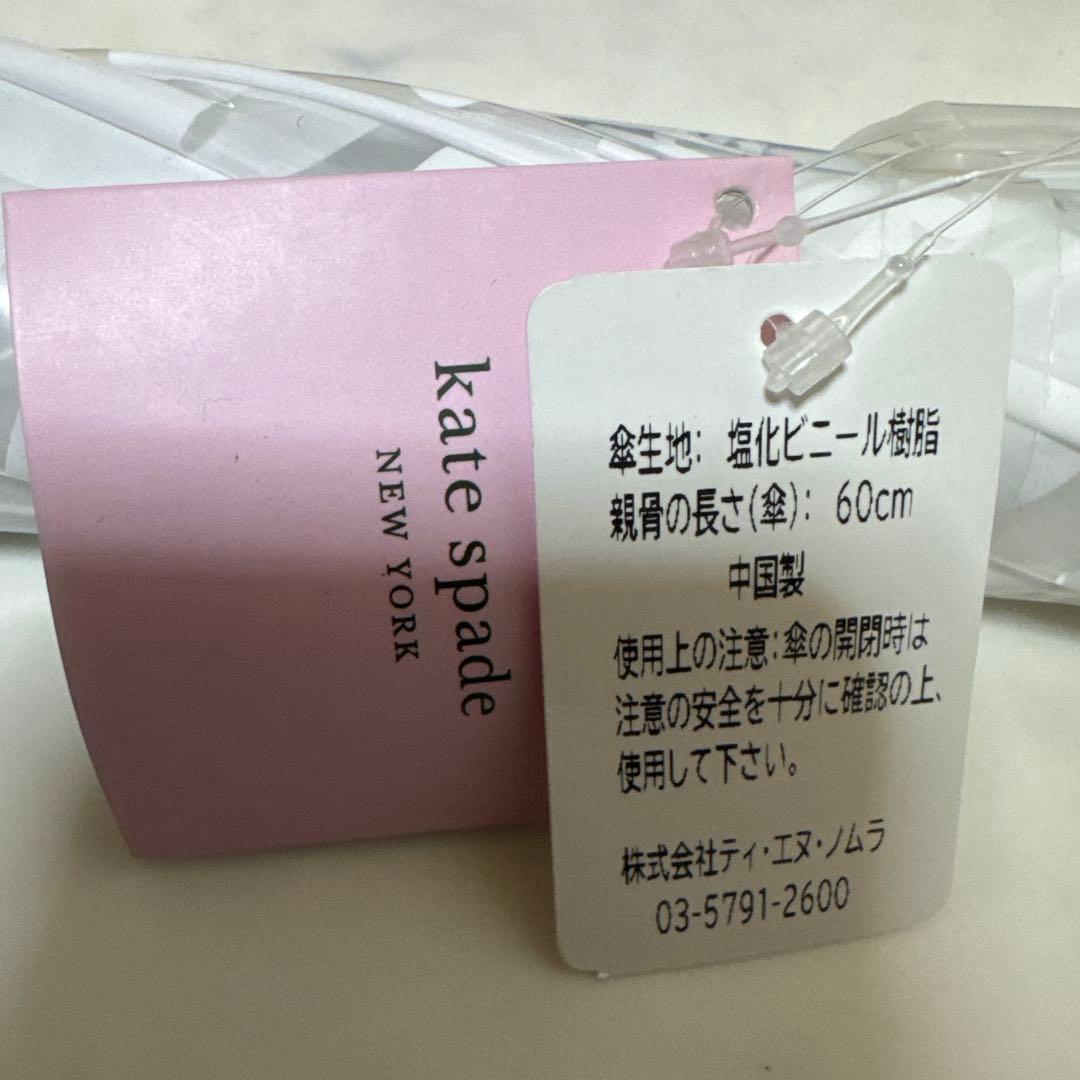 kate spade
NEW YORK
傘生地： 塩化ビニール樹脂
親骨の長さ(傘)： 60cm
中国製
使用上の注意：傘の開閉時は
注意の安全を十分に確認の上、
使用して下さい。
株式会社ティ・エヌ・ノムラ
03-5791-2600